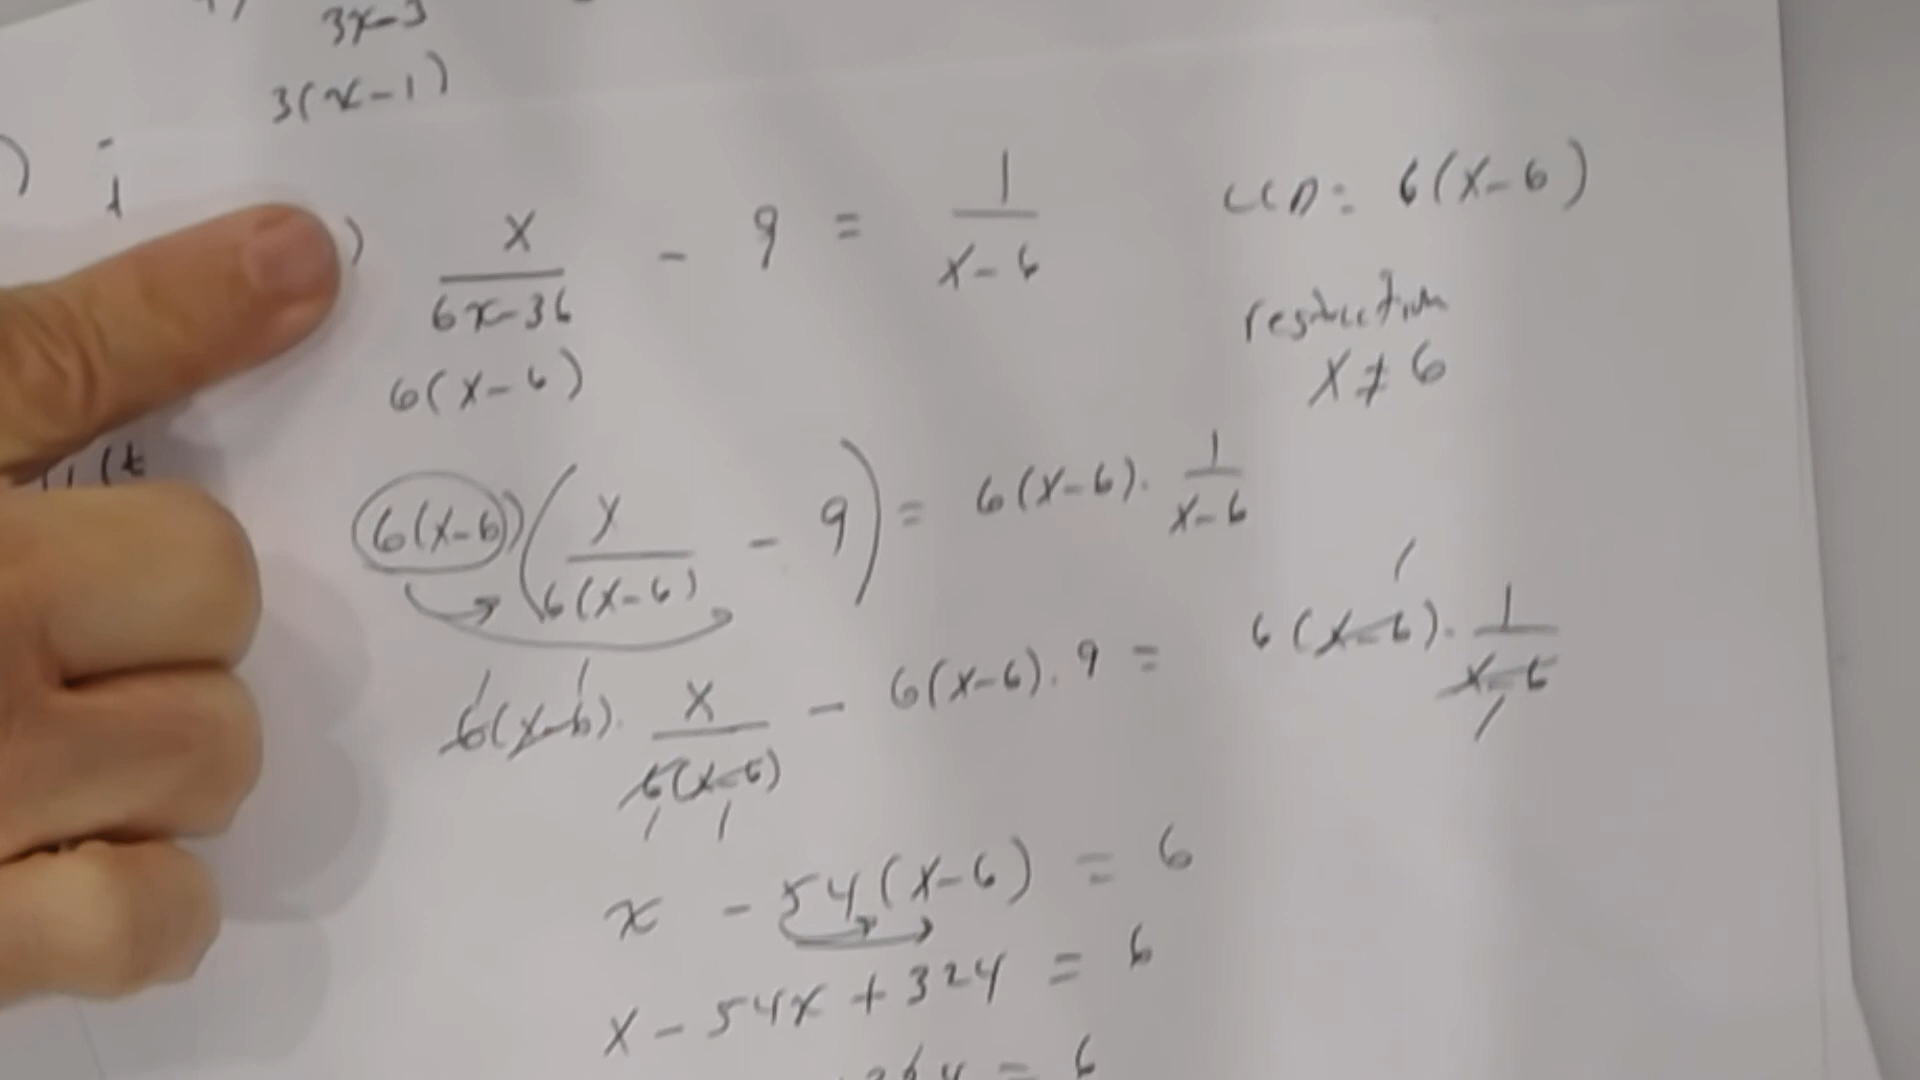 3x-3
3(x-1)
) x/(6x-36) - 9 = 1/(x-6)
LCD: 6(x-6)
6(x-6)
restriction
x ≠ 6
6(x-6)(x/(6(x-6)) - 9) = 6(x-6) · 1/(x-6)
6(x-6) · x/(6(x-6)) - 6(x-6) · 9 = 6(x-6) · 1/(x-6)
x - 54(x-6) = 6
x - 54x + 324 = 6
= 6